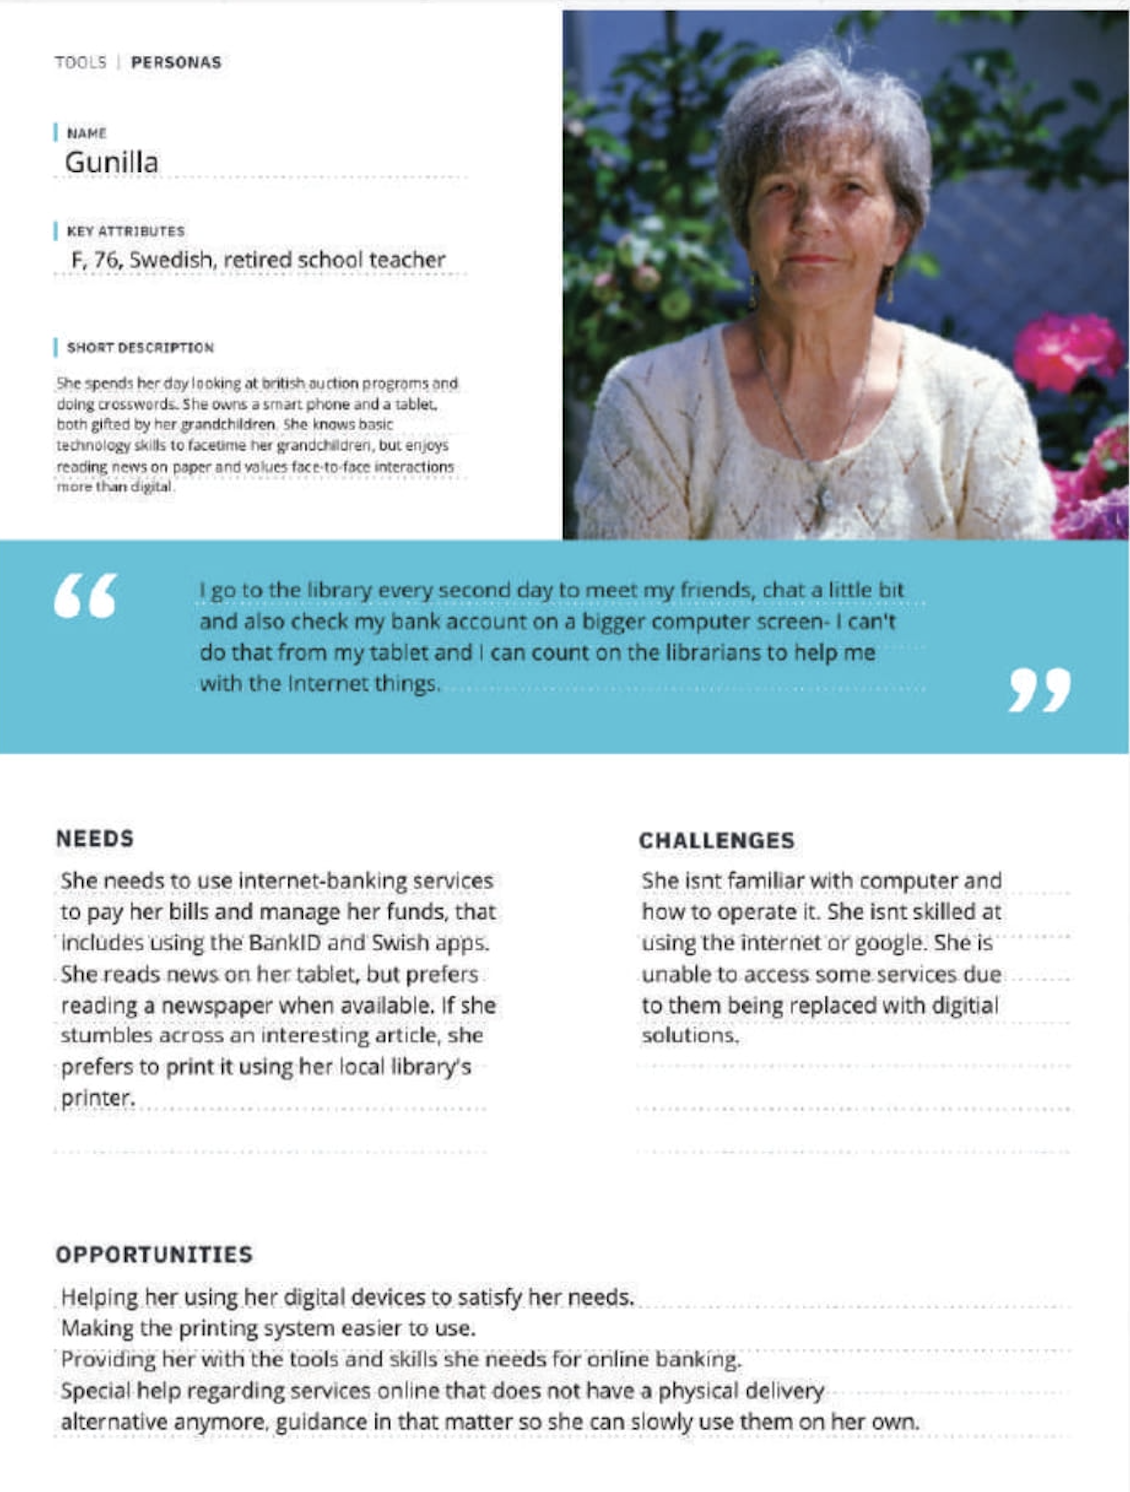 TOOLS | PERSONAS
NAME
Gunilla
KEY ATTRIBUTES
F, 76, Swedish, retired school teacher
SHORT DESCRIPTION
She spends her day looking at british auction programs and
doing crosswords. She owns a smart phone and a tablet,
both gifted by her grandchildren. She knows basic
technology skills to facetime her grandchildren, but enjoys
reading news on paper and values face-to-face interactions
more than digital.
“
I go to the library every second day to meet my friends, chat a little bit
and also check my bank account on a bigger computer screen- I can't
do that from my tablet and I can count on the librarians to help me
with the Internet things.
”
NEEDS
She needs to use internet-banking services
to pay her bills and manage her funds, that
includes using the BankID and Swish apps.
She reads news on her tablet, but prefers
reading a newspaper when available. If she
stumbles across an interesting article, she
prefers to print it using her local library's
printer.
CHALLENGES
She isnt familiar with computer and
how to operate it. She isnt skilled at
using the internet or google. She is
unable to access some services due
to them being replaced with digitial
solutions.
OPPORTUNITIES
Helping her using her digital devices to satisfy her needs.
Making the printing system easier to use.
Providing her with the tools and skills she needs for online banking.
Special help regarding services online that does not have a physical delivery
alternative anymore, guidance in that matter so she can slowly use them on her own.